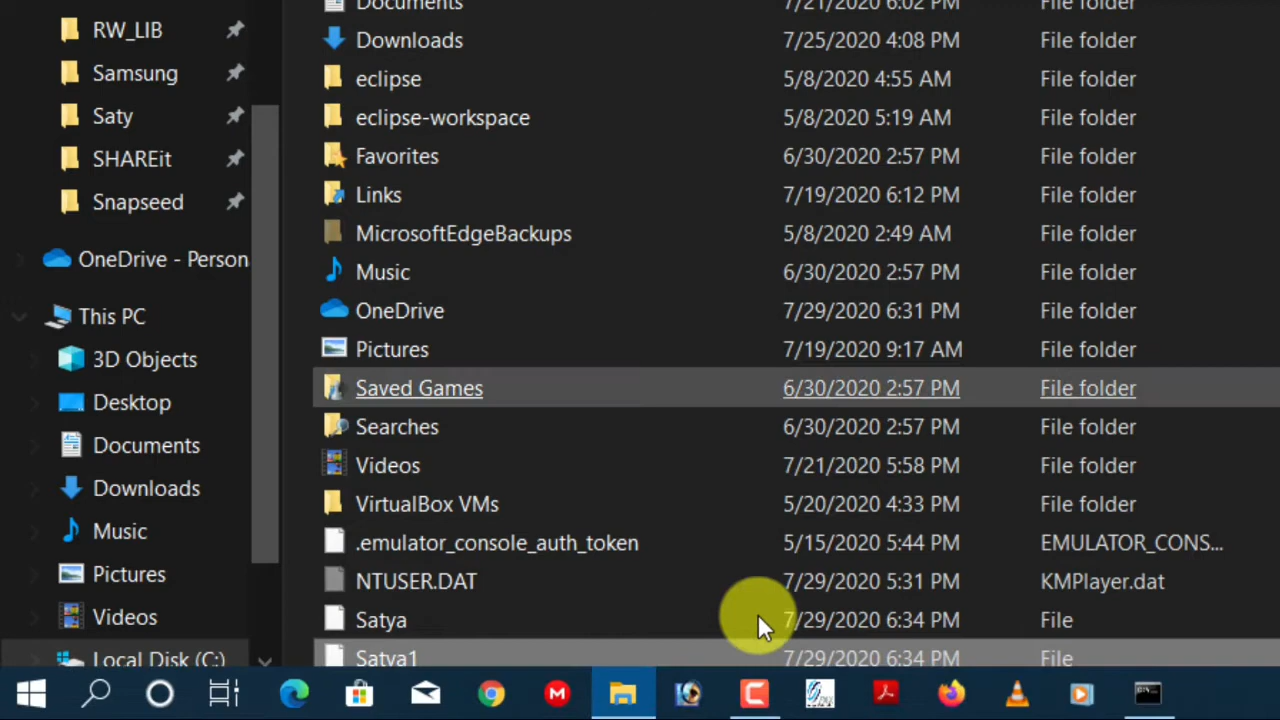 RW_LIB
Samsung
Saty
SHAREit
Snapseed
OneDrive - Person
This PC
3D Objects
Desktop
Documents
Downloads
Music
Pictures
Videos
Local Disk (C:)
Documents 7/21/2020 6:02 PM File folder
Downloads 7/25/2020 4:08 PM File folder
eclipse 5/8/2020 4:55 AM File folder
eclipse-workspace 5/8/2020 5:19 AM File folder
Favorites 6/30/2020 2:57 PM File folder
Links 7/19/2020 6:12 PM File folder
MicrosoftEdgeBackups 5/8/2020 2:49 AM File folder
Music 6/30/2020 2:57 PM File folder
OneDrive 7/29/2020 6:31 PM File folder
Pictures 7/19/2020 9:17 AM File folder
Saved Games 6/30/2020 2:57 PM File folder
Searches 6/30/2020 2:57 PM File folder
Videos 7/21/2020 5:58 PM File folder
VirtualBox VMs 5/20/2020 4:33 PM File folder
.emulator_console_auth_token 5/15/2020 5:44 PM EMULATOR_CONS...
NTUSER.DAT 7/29/2020 5:31 PM KMPlayer.dat
Satya 7/29/2020 6:34 PM File
Satya1 7/29/2020 6:34 PM File